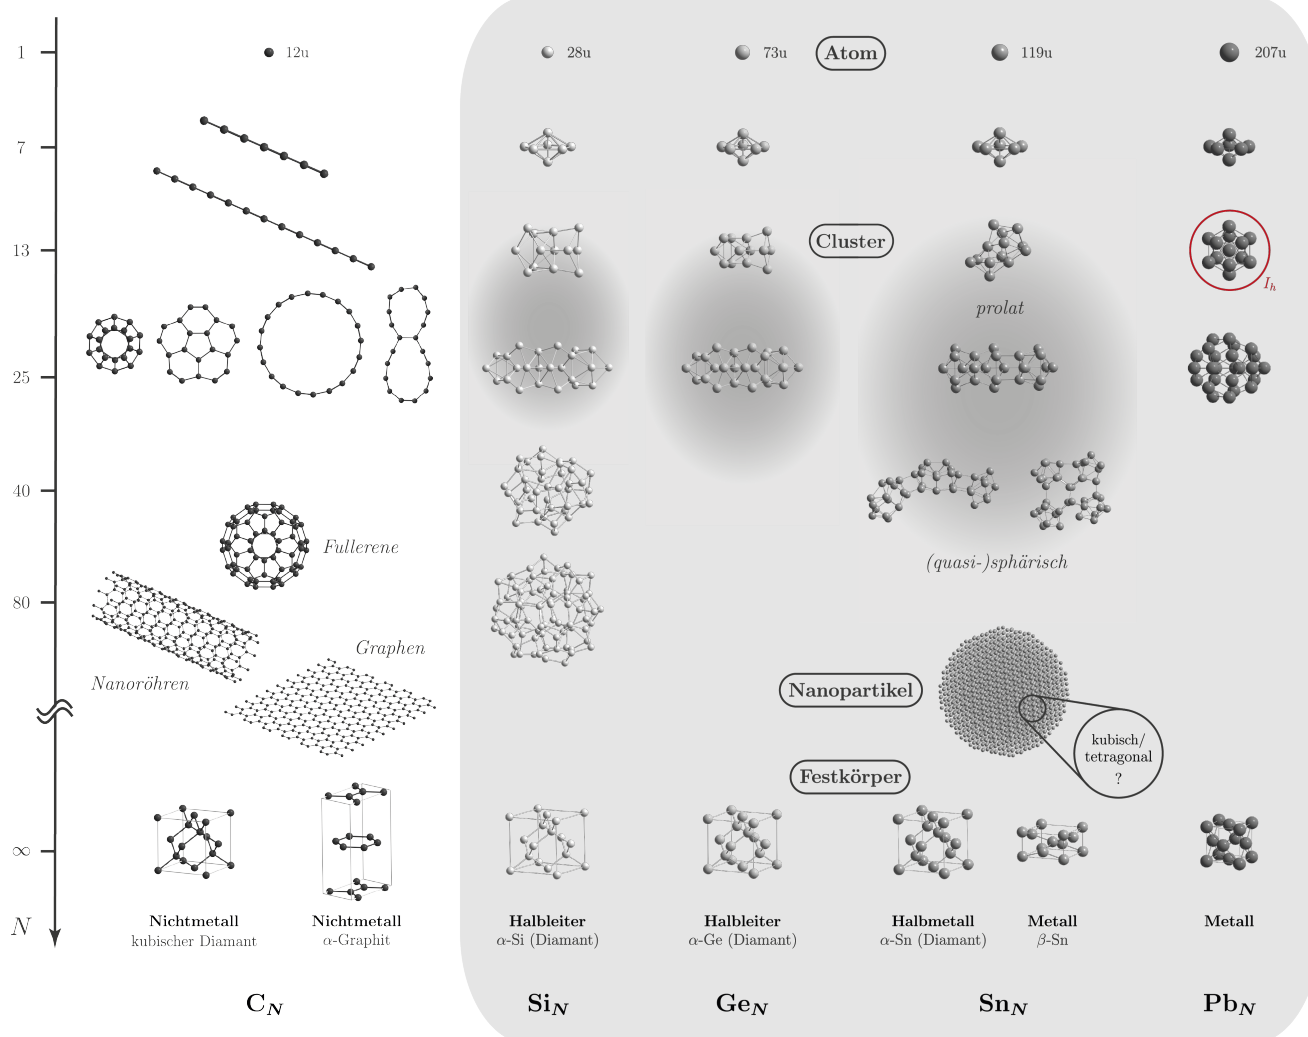 1
12u
28u
73u
Atom
119u
207u
7
13
Cluster
I_h
prolat
25
40
Fullerene
(quasi-)sphärisch
80
Graphen
Nanoröhren
Nanopartikel
kubisch/
tetragonal
?
Festkörper
∞
N
Nichtmetall
kubischer Diamant
Nichtmetall
α-Graphit
Halbleiter
α-Si (Diamant)
Halbleiter
α-Ge (Diamant)
Halbmetall
α-Sn (Diamant)
Metall
β-Sn
Metall
C_N
Si_N
Ge_N
Sn_N
Pb_N